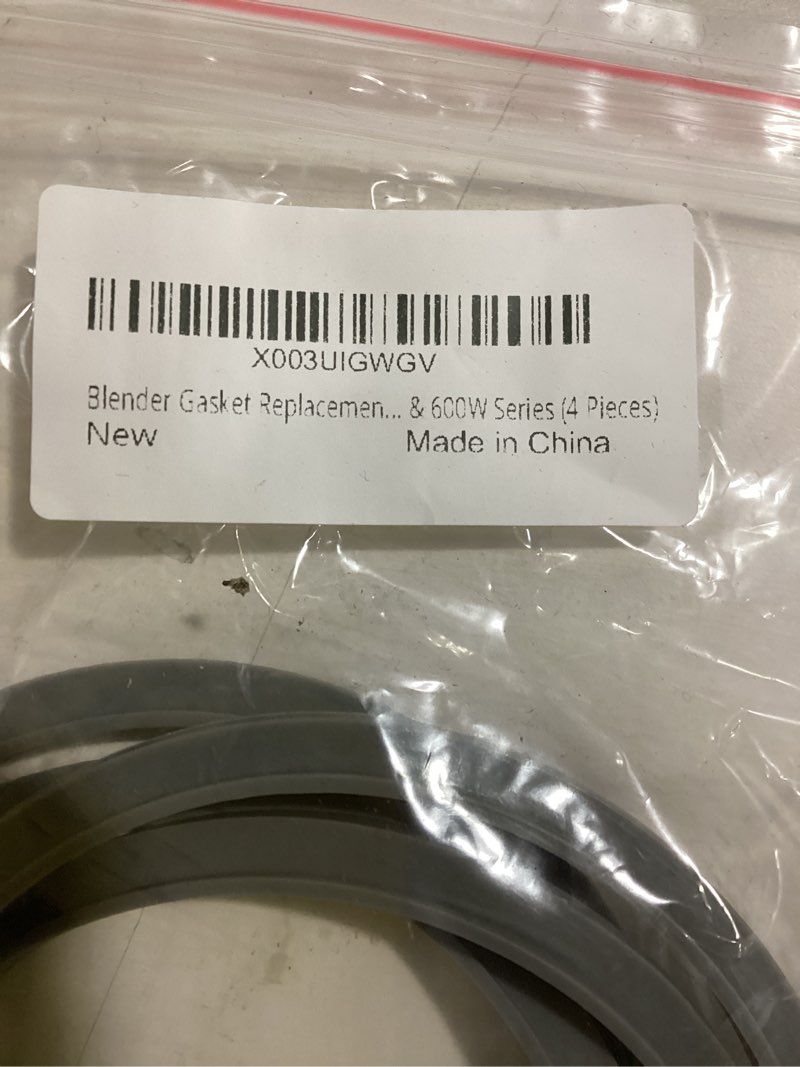 X003UIGWGV
Blender Gasket Replacemen... & 600W Series (4 Pieces)
New Made in China